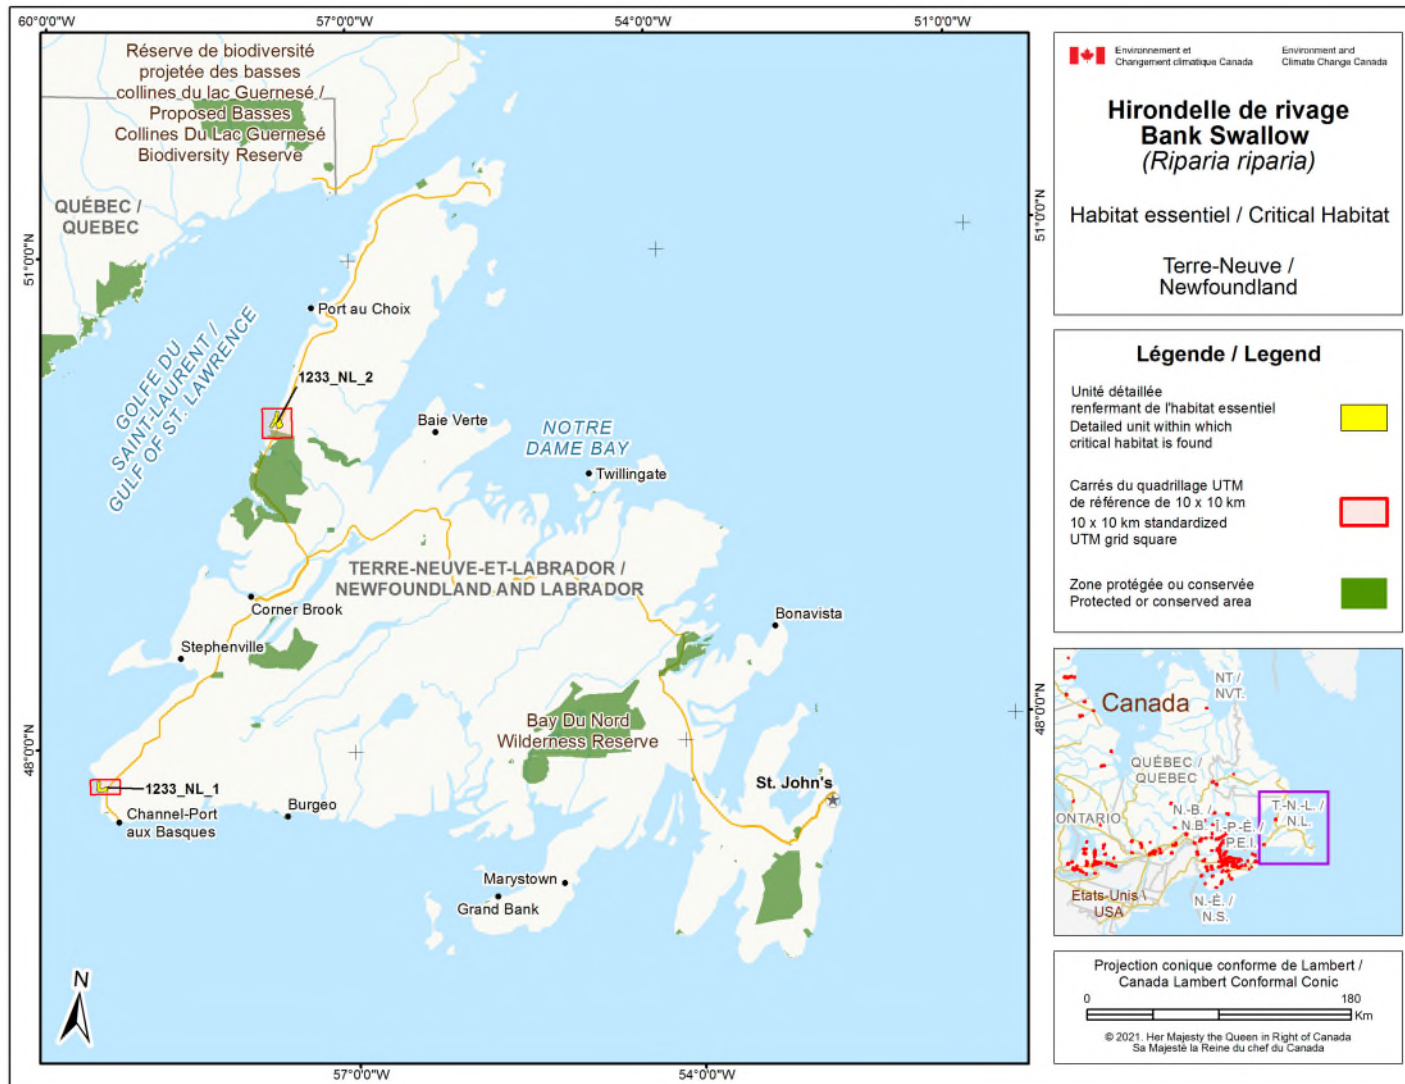 60°0'0"W
57°0'0"W
54°0'0"W
51°0'0"W
Réserve de biodiversité
projetée des basses
collines du lac Guernesé /
Proposed Basses
Collines Du Lac Guernesé
Biodiversity Reserve
QUÉBEC /
QUEBEC
51°0'0"N
51°0'0"N
Port au Choix
GOLFE DU
SAINT-LAURENT /
GULF OF ST. LAWRENCE
1233_NL_2
Baie Verte
NOTRE
DAME BAY
Twillingate
TERRE-NEUVE-ET-LABRADOR /
NEWFOUNDLAND AND LABRADOR
Corner Brook
Bonavista
Stephenville
48°0'0"N
48°0'0"N
Bay Du Nord
Wilderness Reserve
1233_NL_1
St. John's
Channel-Port
aux Basques
Burgeo
Marystown
Grand Bank
N
57°0'0"W
54°0'0"W
Environnement et
Changement climatique Canada
Environment and
Climate Change Canada
Hirondelle de rivage
Bank Swallow
(Riparia riparia)
Habitat essentiel / Critical Habitat
Terre-Neuve /
Newfoundland
Légende / Legend
Unité détaillée
renfermant de l'habitat essentiel
Detailed unit within which
critical habitat is found
Carrés du quadrillage UTM
de référence de 10 x 10 km
10 x 10 km standardized
UTM grid square
Zone protégée ou conservée
Protected or conserved area
NT /
NVT.
Canada
QUÉBEC /
QUEBEC
ONTARIO
N.-B. /
N.B.
Î.-P.-É. /
P.E.I.
T.-N.-L. /
N.L.
Etats-Unis \
USA
N.-É. /
N.S.
Projection conique conforme de Lambert /
Canada Lambert Conformal Conic
0
180
Km
© 2021. Her Majesty the Queen in Right of Canada
Sa Majesté la Reine du chef du Canada